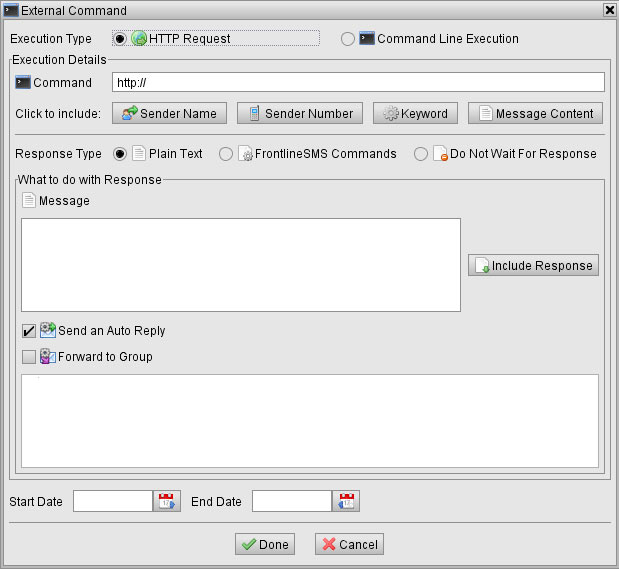 External Command
Execution Type HTTP Request Command Line Execution
Execution Details
Command http://
Click to include: Sender Name Sender Number Keyword Message Content
Response Type Plain Text FrontlineSMS Commands Do Not Wait For Response
What to do with Response
Message
Include Response
Send an Auto Reply
Forward to Group
Start Date 12 End Date 12
Done Cancel